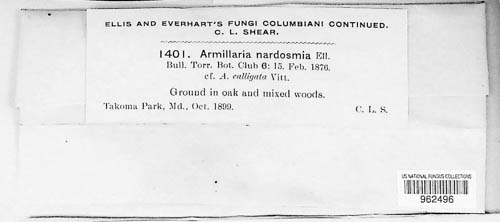 ELLIS AND EVERHART'S FUNGI COLUMBIANI CONTINUED.
C. L. SHEAR.
1401. Armillaria nardosmia Ell.
Bull. Torr. Bot. Club 6: 15. Feb. 1876.
cf. A. calligata Vitt.
Ground in oak and mixed woods.
Takoma Park, Md., Oct. 1899. C. L. S.
US NATIONAL FUNGUS COLLECTIONS
962496